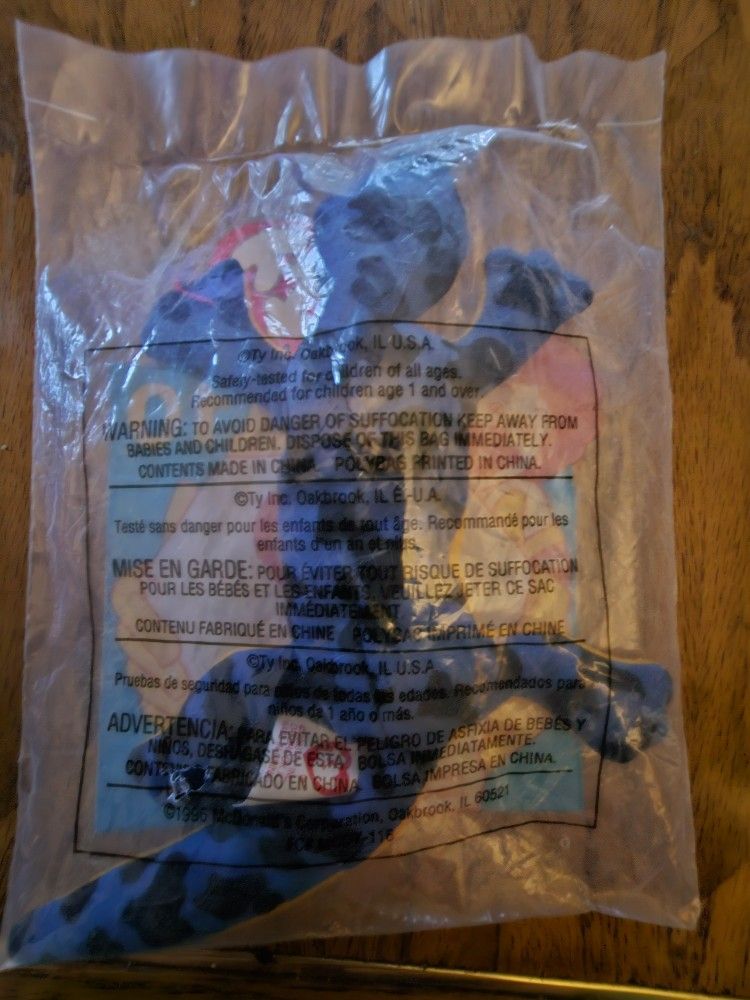 ©Ty Inc. Oakbrook, IL U.S.A.
Safety-tested for children of all ages.
Recommended for children age 1 and over.
WARNING: TO AVOID DANGER OF SUFFOCATION KEEP AWAY FROM
BABIES AND CHILDREN. DISPOSE OF THIS BAG IMMEDIATELY.
CONTENTS MADE IN CHINA. POLYBAG PRINTED IN CHINA.
©Ty Inc. Oakbrook, IL É.-U.A.
Testé sans danger pour les enfants de tout âge. Recommandé pour les
enfants d'un an et plus.
MISE EN GARDE: POUR ÉVITER TOUT RISQUE DE SUFFOCATION
POUR LES BÉBÉS ET LES ENFANTS, VEUILLEZ JETER CE SAC
IMMÉDIATEMENT
CONTENU FABRIQUÉ EN CHINE POLYSAC IMPRIMÉ EN CHINE
©Ty Inc. Oakbrook, IL U.S.A.
Pruebas de seguridad para niños de todas las edades. Recomendados para
niños de 1 año o más.
ADVERTENCIA: PARA EVITAR EL PELIGRO DE ASFIXIA DE BEBÉS Y
NIÑOS, DESHÁGASE DE ESTA BOLSA INMEDIATAMENTE.
CONTENIDO FABRICADO EN CHINA. BOLSA IMPRESA EN CHINA.
©1996 McDonald's Corporation, Oakbrook, IL 60521